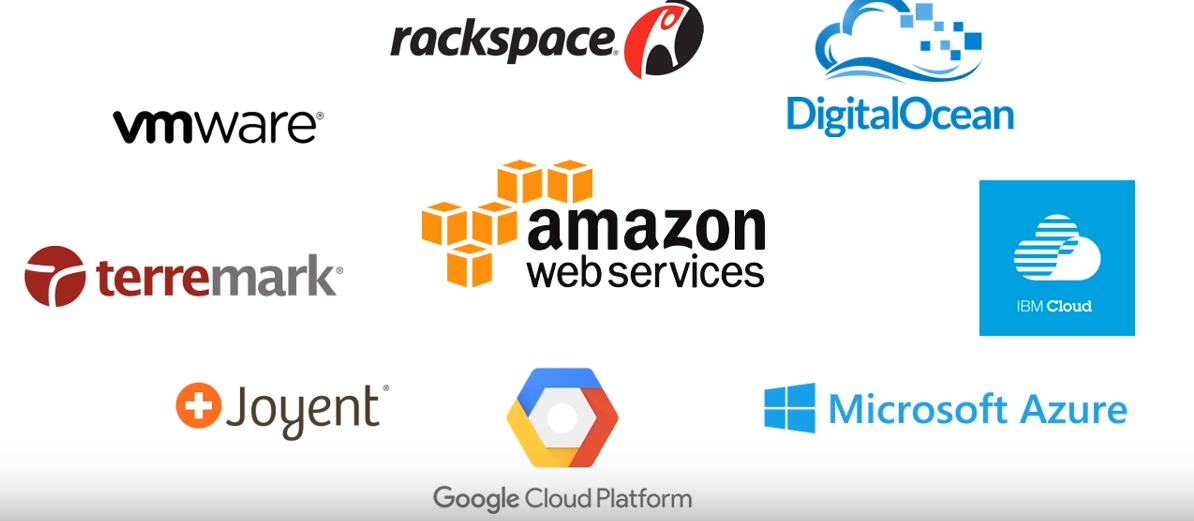 rackspace®
DigitalOcean
vmware®
amazon
web services
terremark®
IBM Cloud
Joyent®
Microsoft Azure
Google Cloud Platform